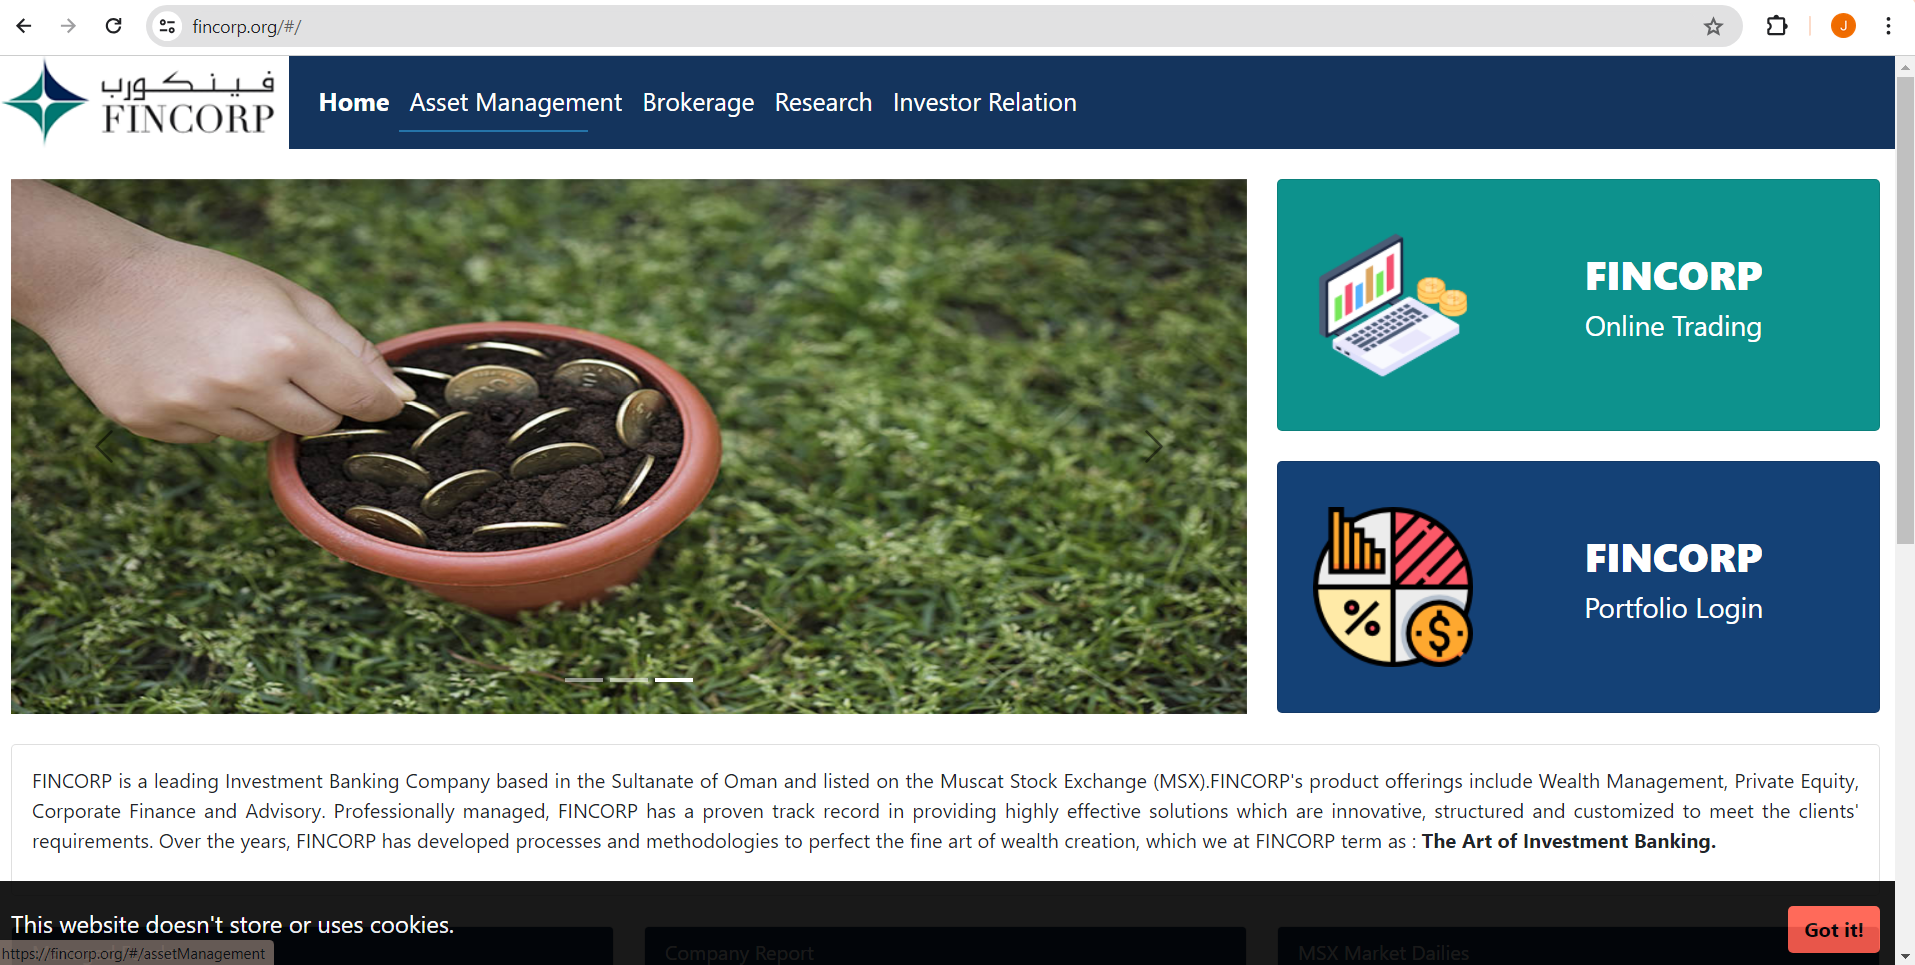 fincorp.org/#/
J
فينكورب
FINCORP
Home Asset Management Brokerage Research Investor Relation
FINCORP
Online Trading
FINCORP
Portfolio Login
FINCORP is a leading Investment Banking Company based in the Sultanate of Oman and listed on the Muscat Stock Exchange (MSX).FINCORP's product offerings include Wealth Management, Private Equity,
Corporate Finance and Advisory. Professionally managed, FINCORP has a proven track record in providing highly effective solutions which are innovative, structured and customized to meet the clients'
requirements. Over the years, FINCORP has developed processes and methodologies to perfect the fine art of wealth creation, which we at FINCORP term as : The Art of Investment Banking.
This website doesn't store or uses cookies.
Got it!
Company Report
MSX Market Dailies
https://fincorp.org/#/assetManagement